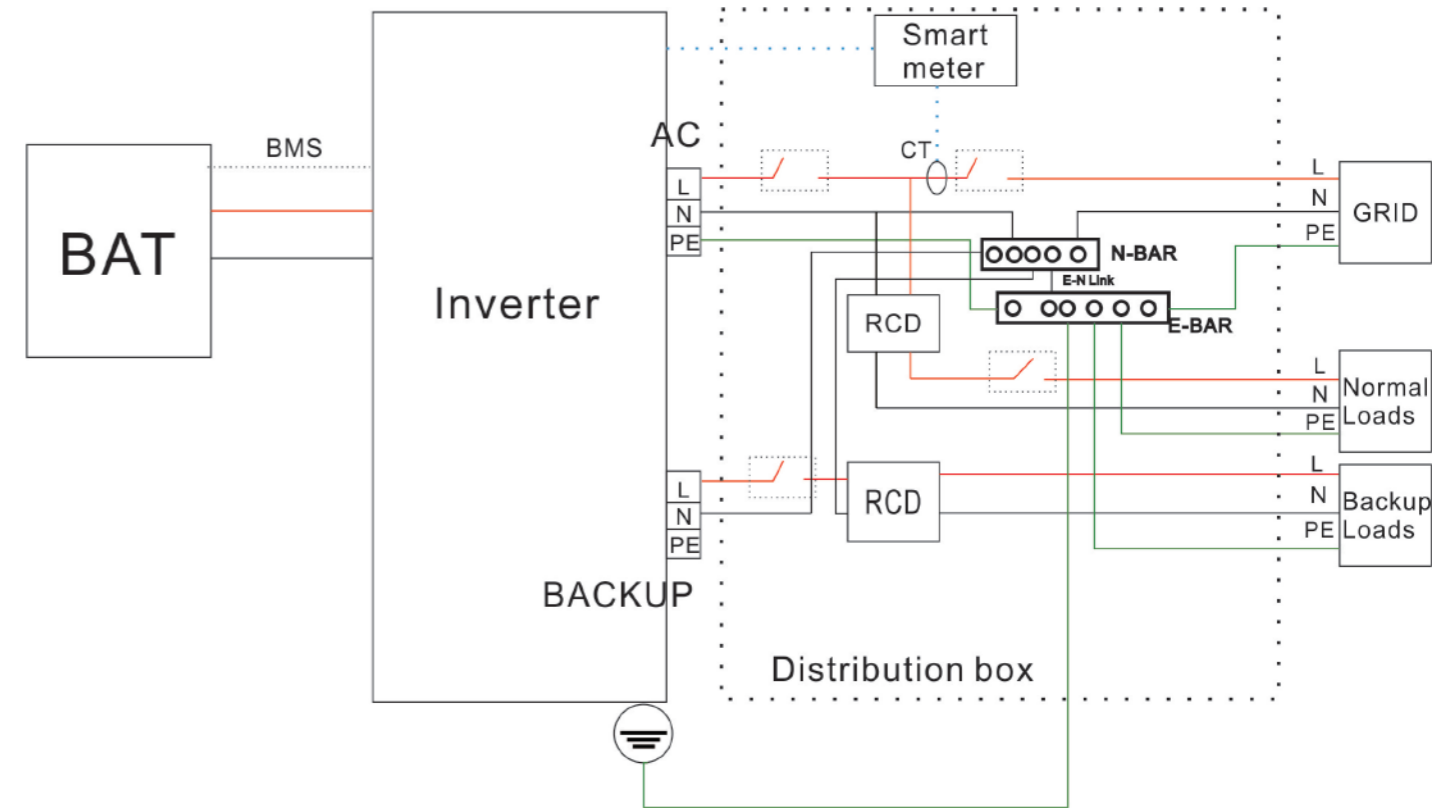 Smart
meter
BMS
AC
CT
L
N
PE
L
N
PE
GRID
BAT
Inverter
N-BAR
E-N Link
E-BAR
RCD
L
N
PE
Normal
Loads
L
N
PE
RCD
L
N
PE
Backup
Loads
BACKUP
Distribution box